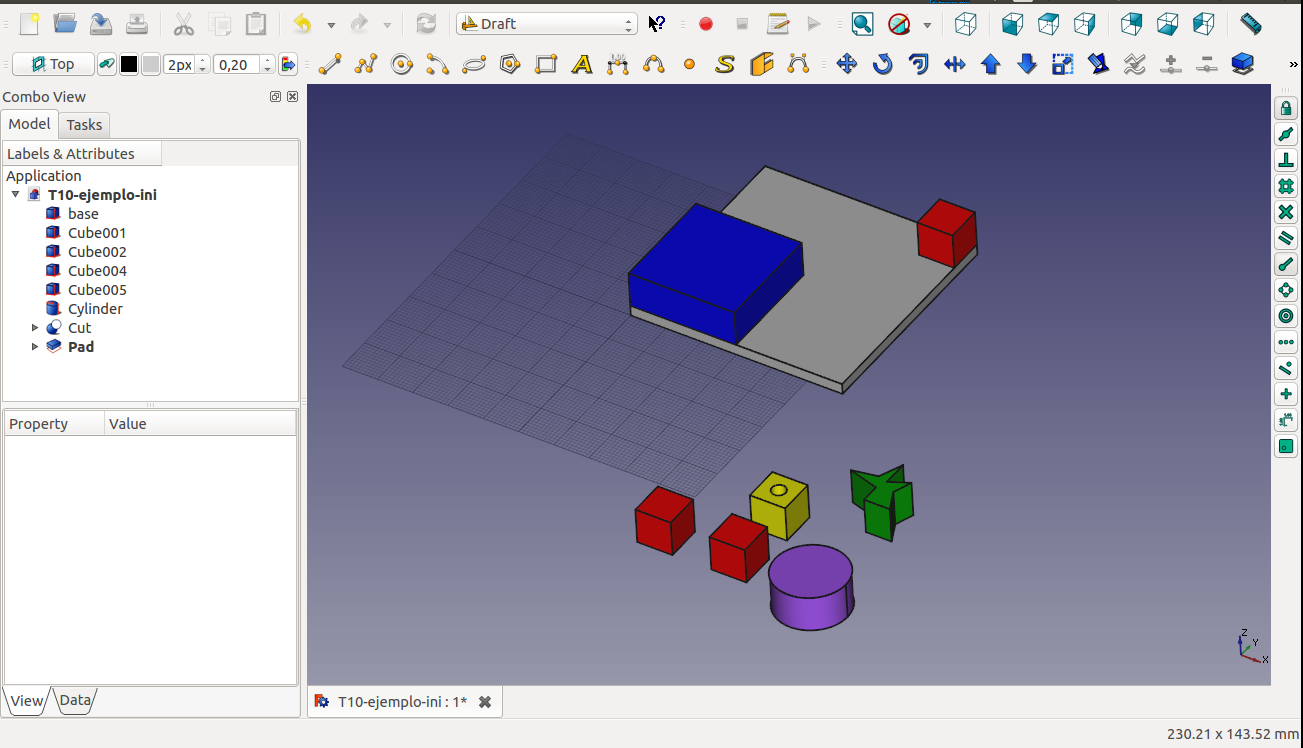 Draft
Top
2px
0,20
Combo View
Model
Tasks
Labels & Attributes
Application
T10-ejemplo-ini
base
Cube001
Cube002
Cube004
Cube005
Cylinder
Cut
Pad
Property
Value
View
Data
T10-ejemplo-ini : 1*
Z
Y
X
230.21 x 143.52 mm